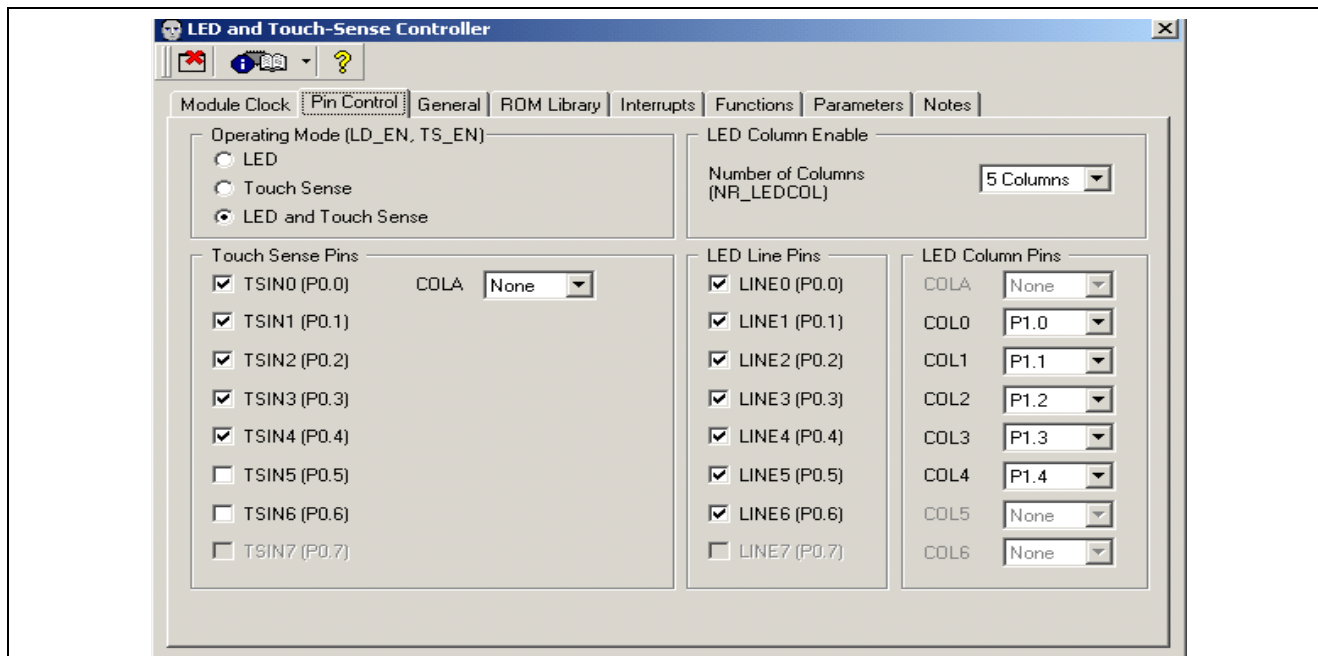 LED and Touch-Sense Controller
Module Clock Pin Control General ROM Library Interrupts Functions Parameters Notes
Operating Mode (LD_EN, TS_EN)
LED
Touch Sense
LED and Touch Sense
LED Column Enable
Number of Columns
(NR_LEDCOL)
5 Columns
Touch Sense Pins
TSIN0 (P0.0) COLA None
TSIN1 (P0.1)
TSIN2 (P0.2)
TSIN3 (P0.3)
TSIN4 (P0.4)
TSIN5 (P0.5)
TSIN6 (P0.6)
TSIN7 (P0.7)
LED Line Pins
LINE0 (P0.0)
LINE1 (P0.1)
LINE2 (P0.2)
LINE3 (P0.3)
LINE4 (P0.4)
LINE5 (P0.5)
LINE6 (P0.6)
LINE7 (P0.7)
LED Column Pins
COLA None
COL0 P1.0
COL1 P1.1
COL2 P1.2
COL3 P1.3
COL4 P1.4
COL5 None
COL6 None